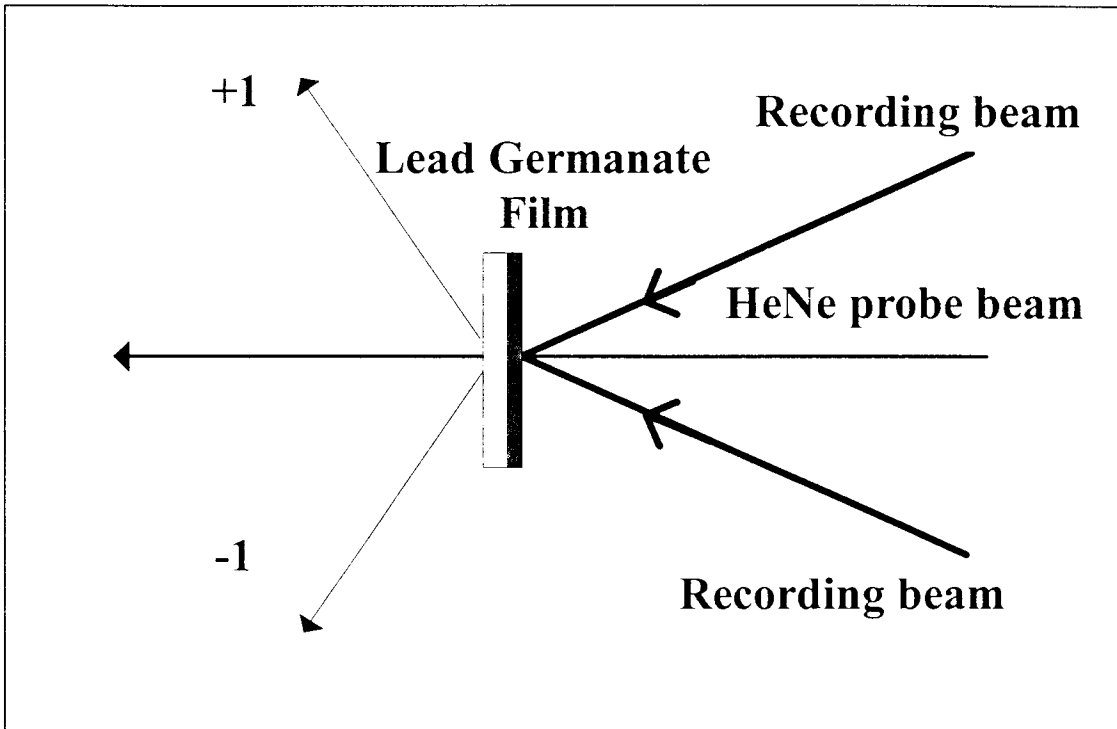 +1
Recording beam
Lead Germanate
Film
HeNe probe beam
-1
Recording beam